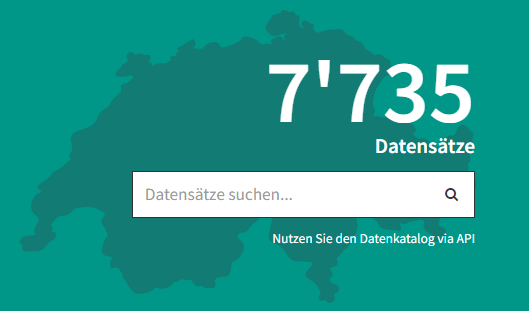 7'735
Datensätze
Datensätze suchen...
Nutzen Sie den Datenkatalog via API